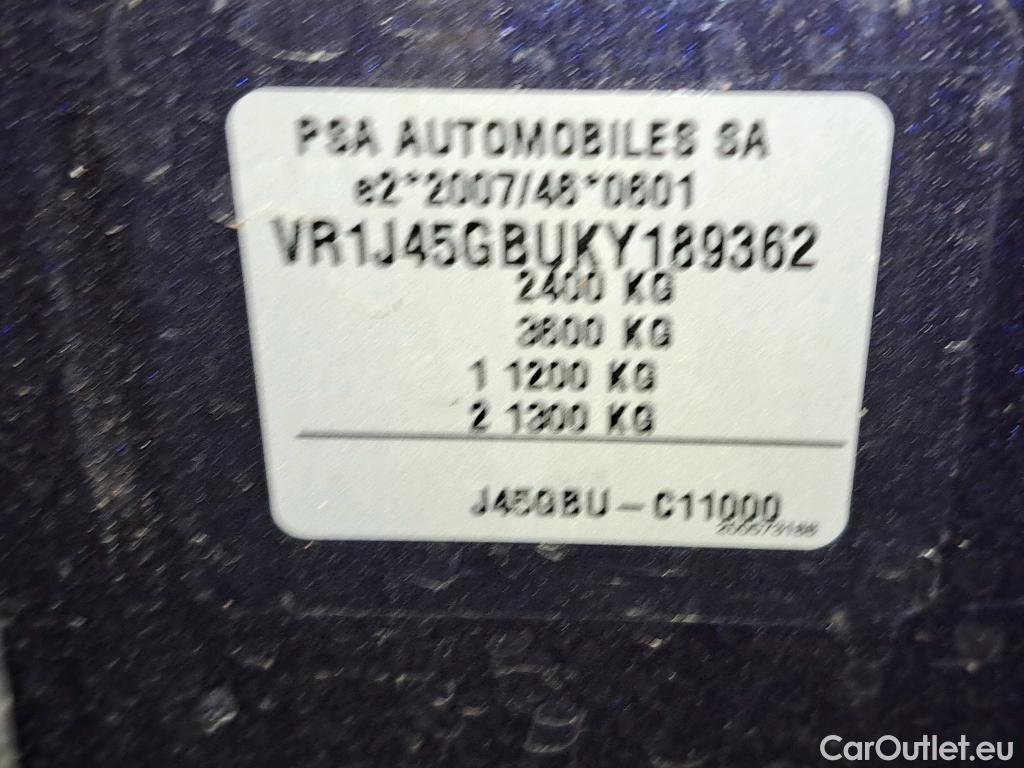 PSA AUTOMOBILES SA
e2*2007/46*0601
VR1J45GBUKY189362
2400 KG
3600 KG
1 1200 KG
2 1300 KG
J45GBU - C11000
CarOutlet.eu